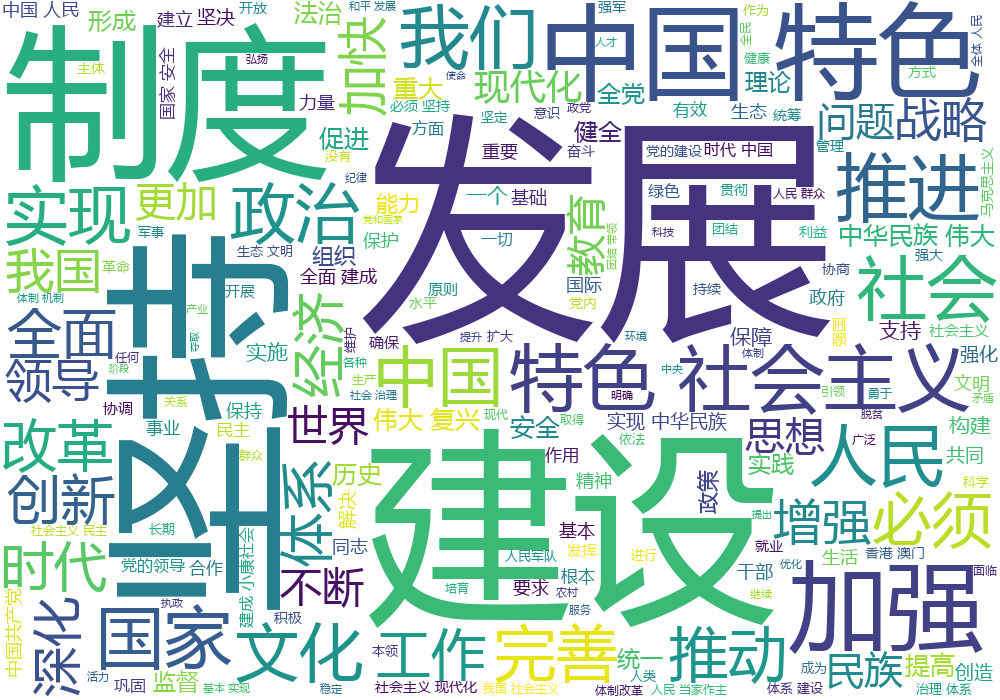 中国 人民
形成
建立
坚决
开放
法治
和平 发展
加快
我们
强军
中国 特色
作为
全民
人才
健康
全体 人民
制度
主体
国家 安全
弘扬
使命
力量
重大
现代化
必须 坚持
全党
理论
方式
有效
生态
统筹
问题
战略
促进
方面
坚定
意识
政党
健全
管理
没有
重要
奋斗
党的建设
时代 中国
推进
马克思主义
发展
纪律
实现
更加
政治
能力
一个
基础
绿色
贯彻
人民 群众
军事
党和国家
教育
科技
团结
利益
团结 带领
中华民族 伟大
组织
保护
一切
生态 文明
强大
我国
革命
全面 建成
国际
协商
社会
体制 机制
开展
原则
党内
持续
政府
坚持 产业
经济
水平
全面
争取
维护
确保
提升
扩大
环境
保障
强国
支持
社会主义
任何
实施
各种
体制
强化
领导
阶段
生产
社会 治理
中国 特色 社会主义
中央
明确
引领
勇于
文明
矛盾
协调
关系
保持
世界
伟大 复兴
现代
取得
脱贫
改革
事业
民主
安全
实现 中华民族
依法
思想
广泛
构建
人民
群众
体系
历史
作用
实践
共同
创新
解决
精神
政策
科学
社会主义 民主
长期
建设
提出
增强
必须
基本
同志
时代
党的领导
合作
建成 小康社会
不断
人民军队
发挥
进行
就业
优化
生活
香港 澳门
面临
根本
干部
加强
要求
农村
培育
继续
中国共产党
深化
执政
积极
服务
国家
文化
工作
完善
统一
推动
本领
人类
成为
民族
提高
创造
活力
巩固
监督
基本 实现
稳定
社会主义 现代化
我国 社会主义
体制改革
人民 当家作主
体系 建设
治理 体系